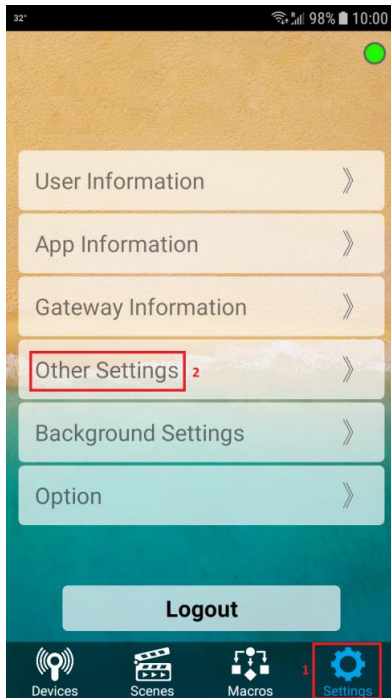 32° 98% 10:00
User Information
App Information
Gateway Information
Other Settings 2
Background Settings
Option
Logout
1
Devices Scenes Macros Settings